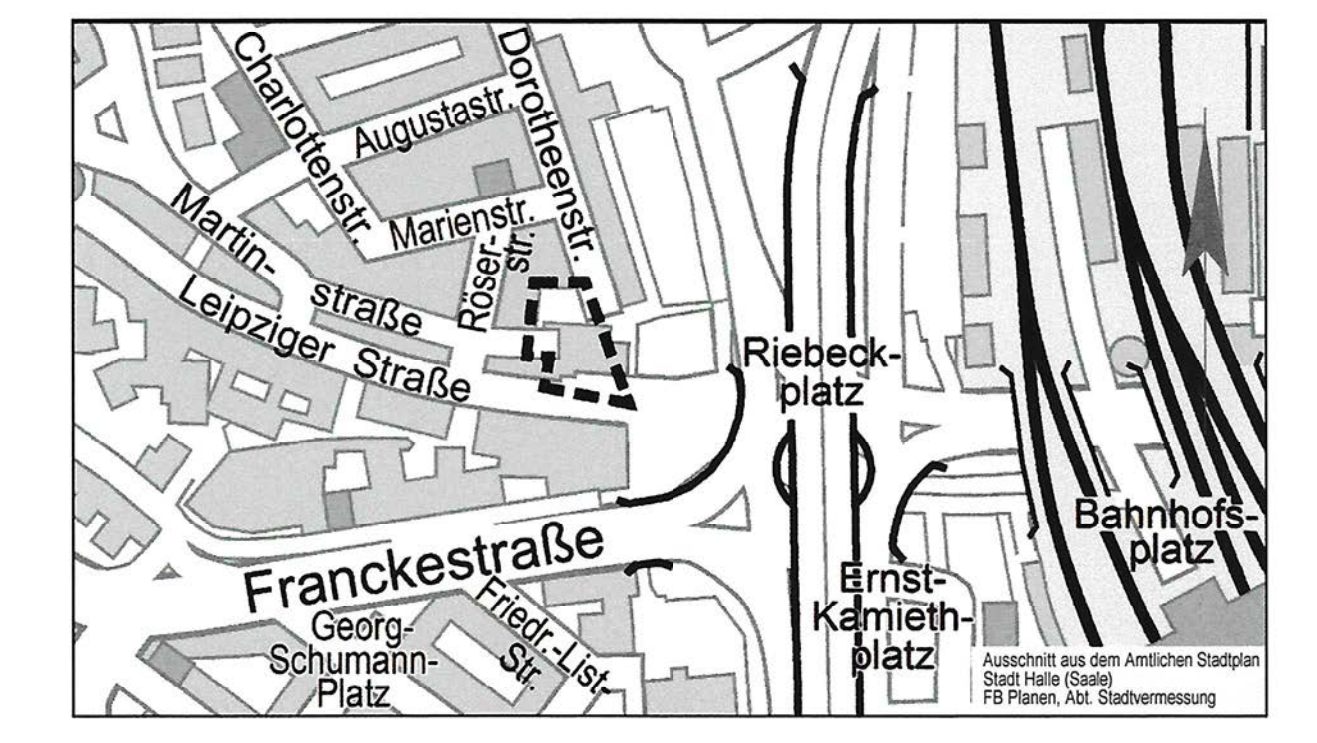 Charlottenstr.
Dorotheenstr.
Augustastr.
Marienstr.
Röser-
str.
Martin-
straße
Leipziger Straße
Riebeck-
platz
Franckestraße
Friedr.-List-
Str.
Georg-
Schumann-
Platz
Ernst-
Kamieth-
platz
Bahnhofs-
platz
Ausschnitt aus dem Amtlichen Stadtplan
Stadt Halle (Saale)
FB Planen, Abt. Stadtvermessung